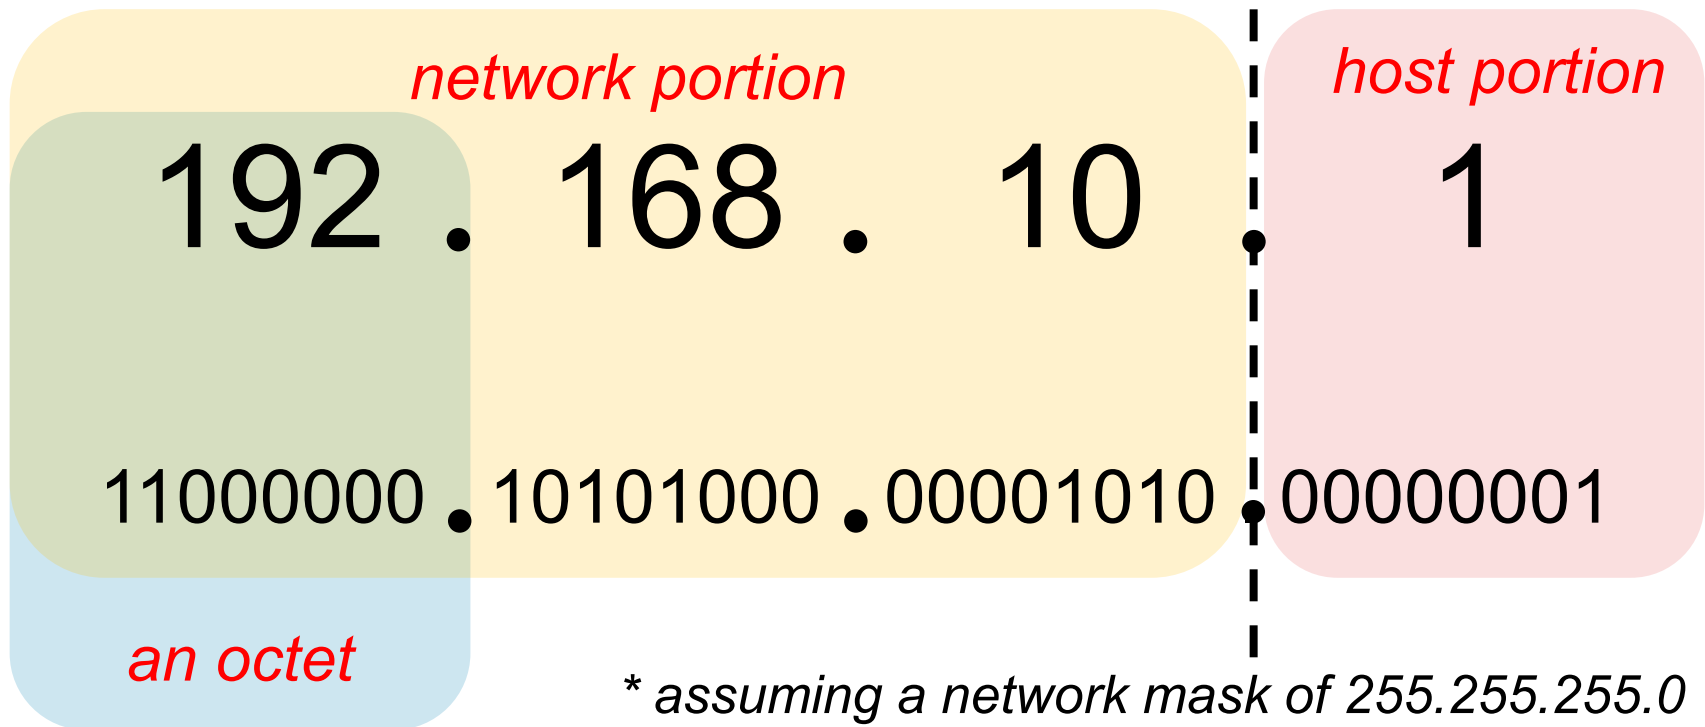 network portion
host portion
192 . 168 . 10 . 1
11000000 . 10101000 . 00001010 . 00000001
an octet
* assuming a network mask of 255.255.255.0